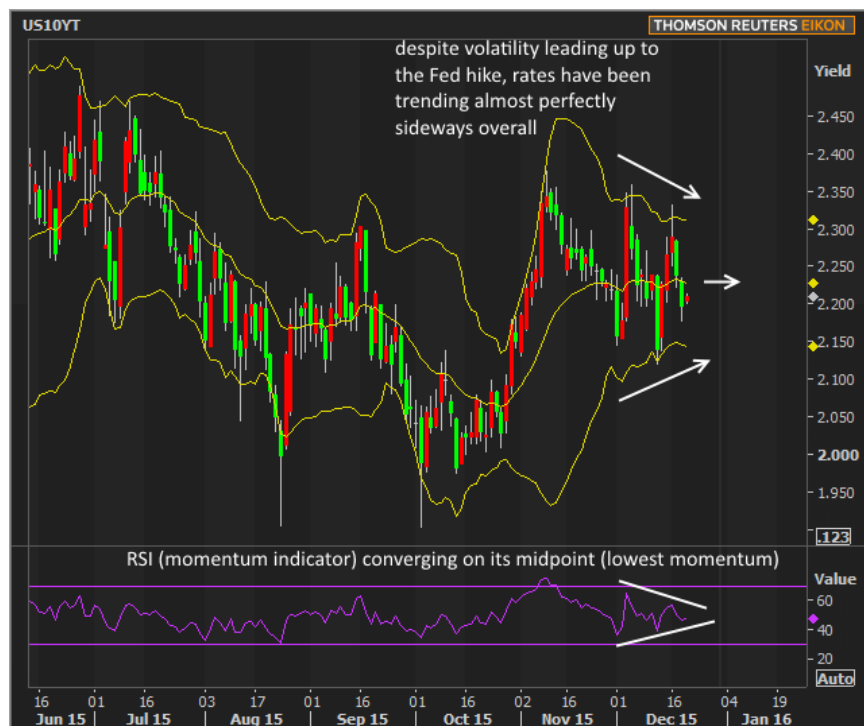 US10YT
THOMSON REUTERS EIKON
despite volatility leading up to
the Fed hike, rates have been
trending almost perfectly
sideways overall
Yield
2.450
2.400
2.350
2.300
2.250
2.200
2.150
2.100
2.050
2.000
1.950
.123
RSI (momentum indicator) converging on its midpoint (lowest momentum)
Value
60
40
20
Auto
16 01 16 03 17 01 16 01 16 02 16 01 16 04 19
Jun 15 Jul 15 Aug 15 Sep 15 Oct 15 Nov 15 Dec 15 Jan 16